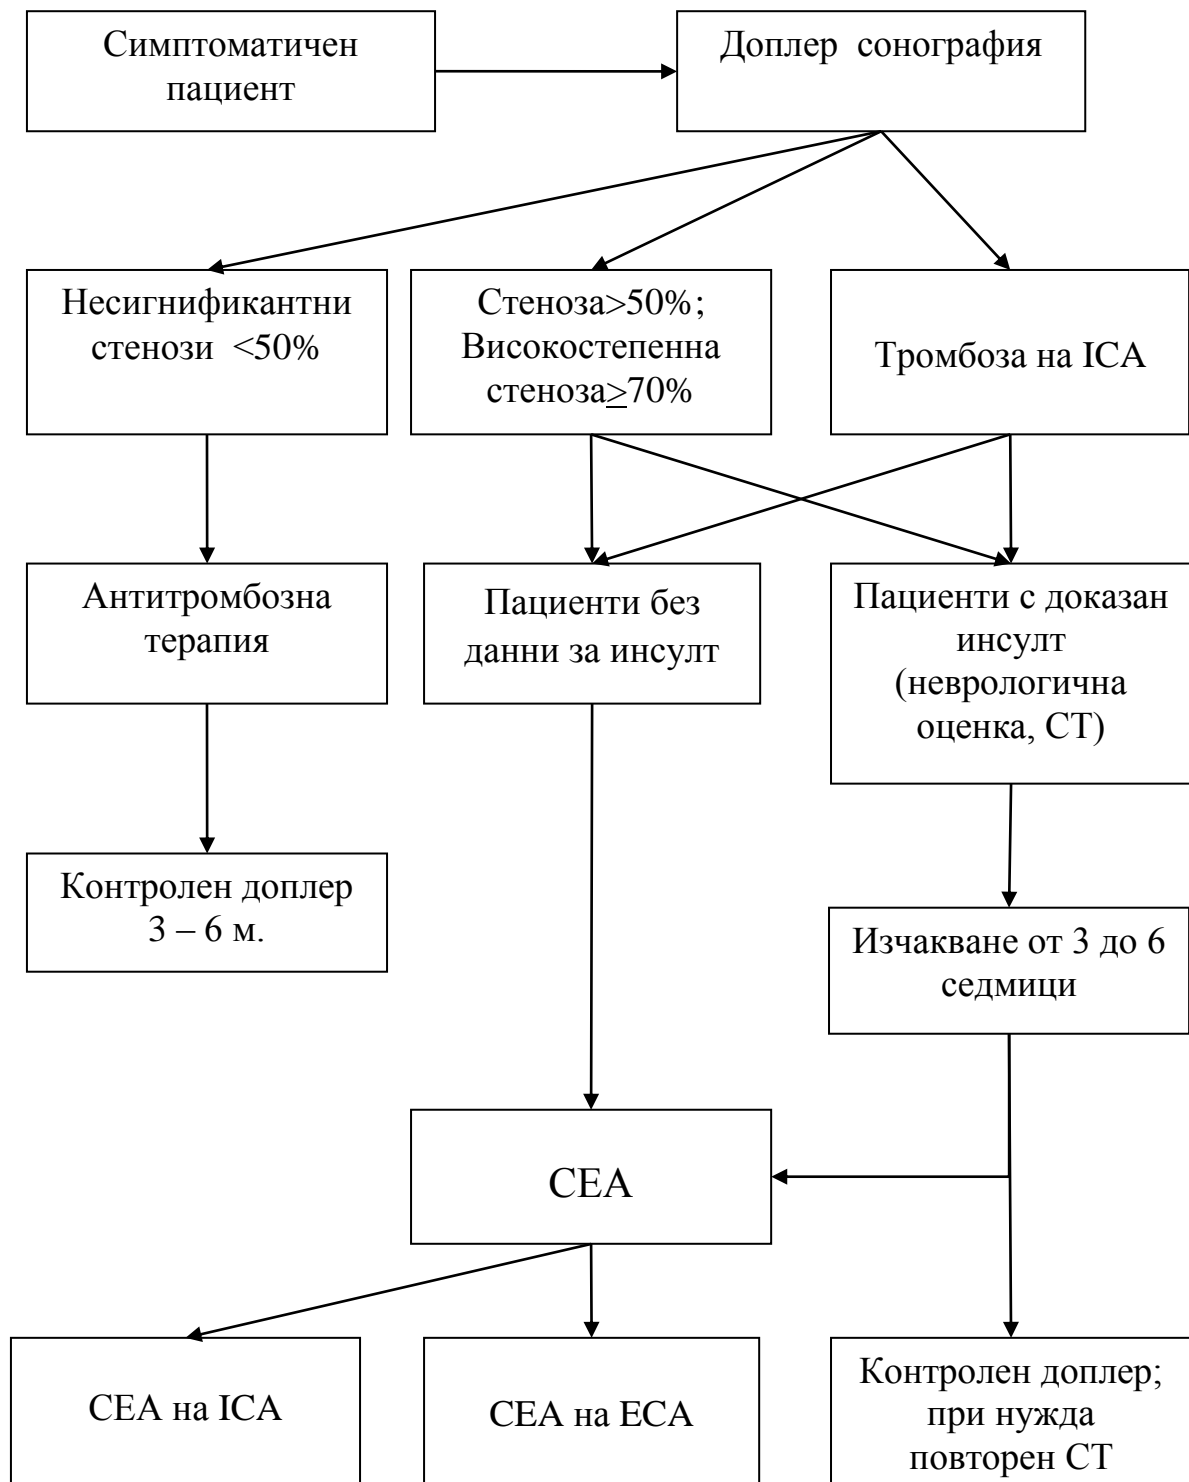 Симптоматичен
пациент
Доплер сонография
Несигнификантни
стенози <50%
Стеноза>50%;
Високостепенна
стеноза≥70%
Тромбоза на ICA
Антитромбозна
терапия
Пациенти без
данни за инсулт
Пациенти с доказан
инсулт
(неврологична
оценка, СТ)
Контролен доплер
3 – 6 м.
Изчакване от 3 до 6
седмици
CEA
CEA на ICA
CEA на ECA
Контролен доплер;
при нужда
повторен СТ